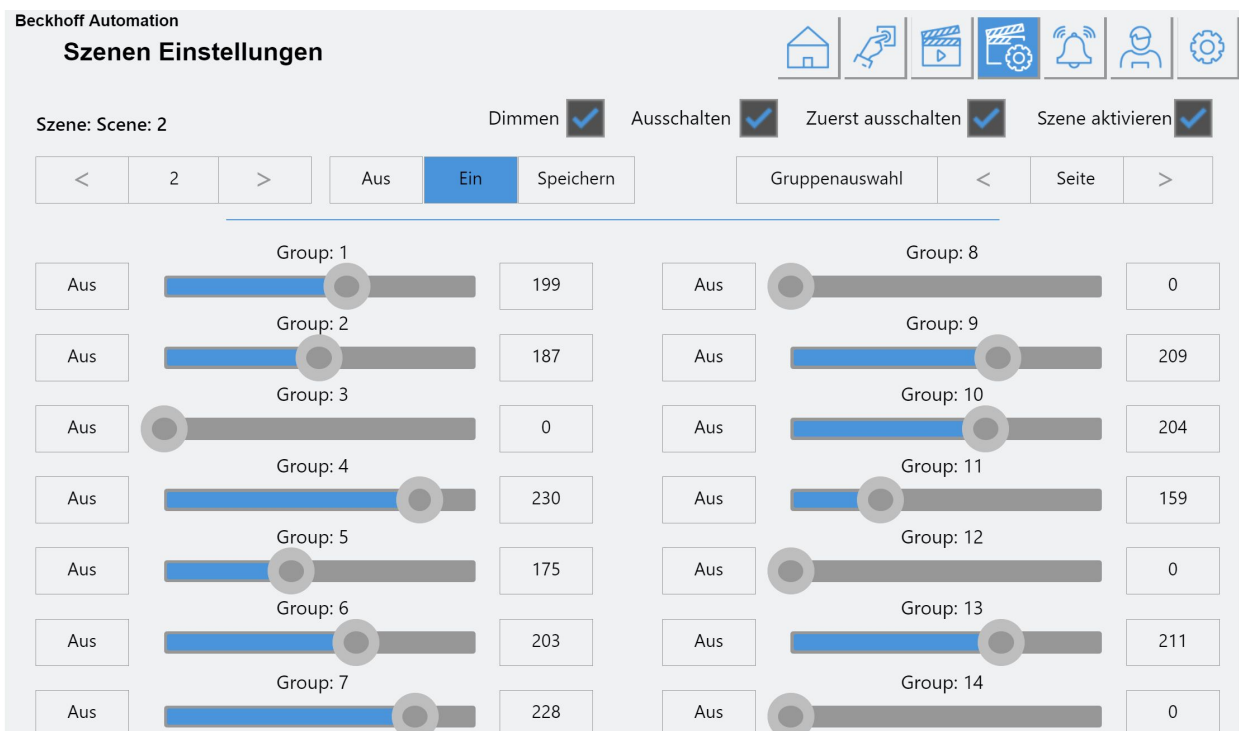 Beckhoff Automation
Szenen Einstellungen
Szene: Scene: 2
Dimmen Ausschalten Zuerst ausschalten Szene aktivieren
< 2 > Aus Ein Speichern Gruppenauswahl < Seite >
Group: 1 Group: 8
Aus 199 Aus 0
Group: 2 Group: 9
Aus 187 Aus 209
Group: 3 Group: 10
Aus 0 Aus 204
Group: 4 Group: 11
Aus 230 Aus 159
Group: 5 Group: 12
Aus 175 Aus 0
Group: 6 Group: 13
Aus 203 Aus 211
Group: 7 Group: 14
Aus 228 Aus 0